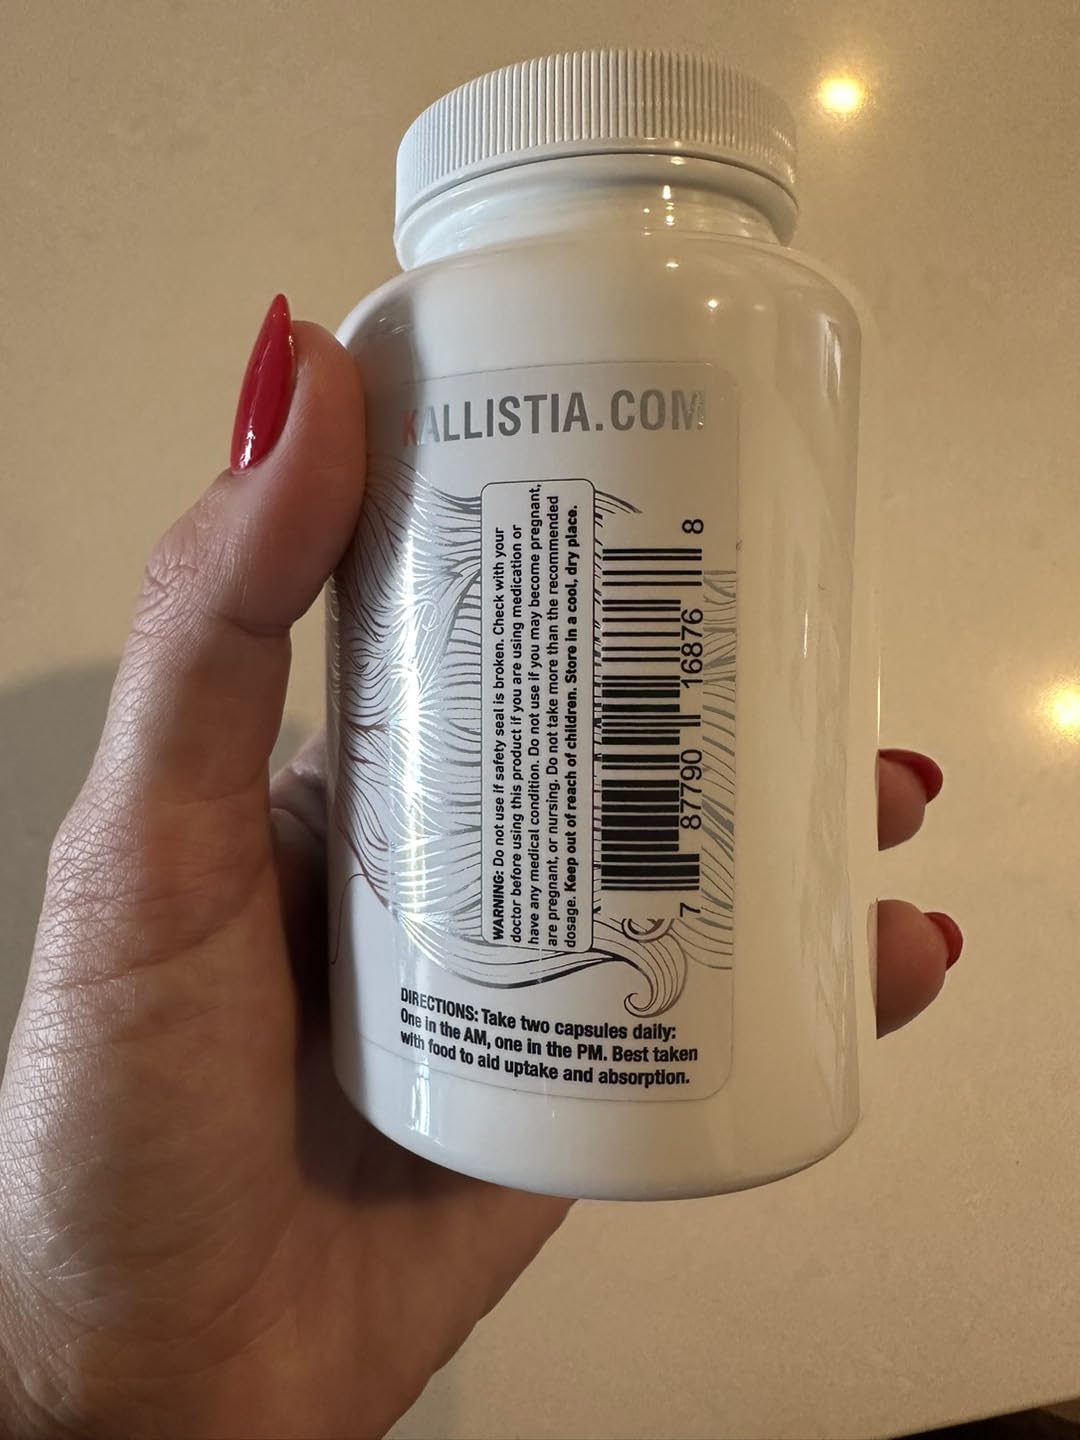 KALLISTIA.COM
WARNING: Do not use if safety seal is broken. Check with your
doctor before using this product if you are using medication or
have any medical condition. Do not use if you may become pregnant,
are pregnant, or nursing. Do not take more than the recommended
dosage. Keep out of reach of children. Store in a cool, dry place.
7 87790 16876 8
DIRECTIONS: Take two capsules daily:
One in the AM, one in the PM. Best taken
with food to aid uptake and absorption.